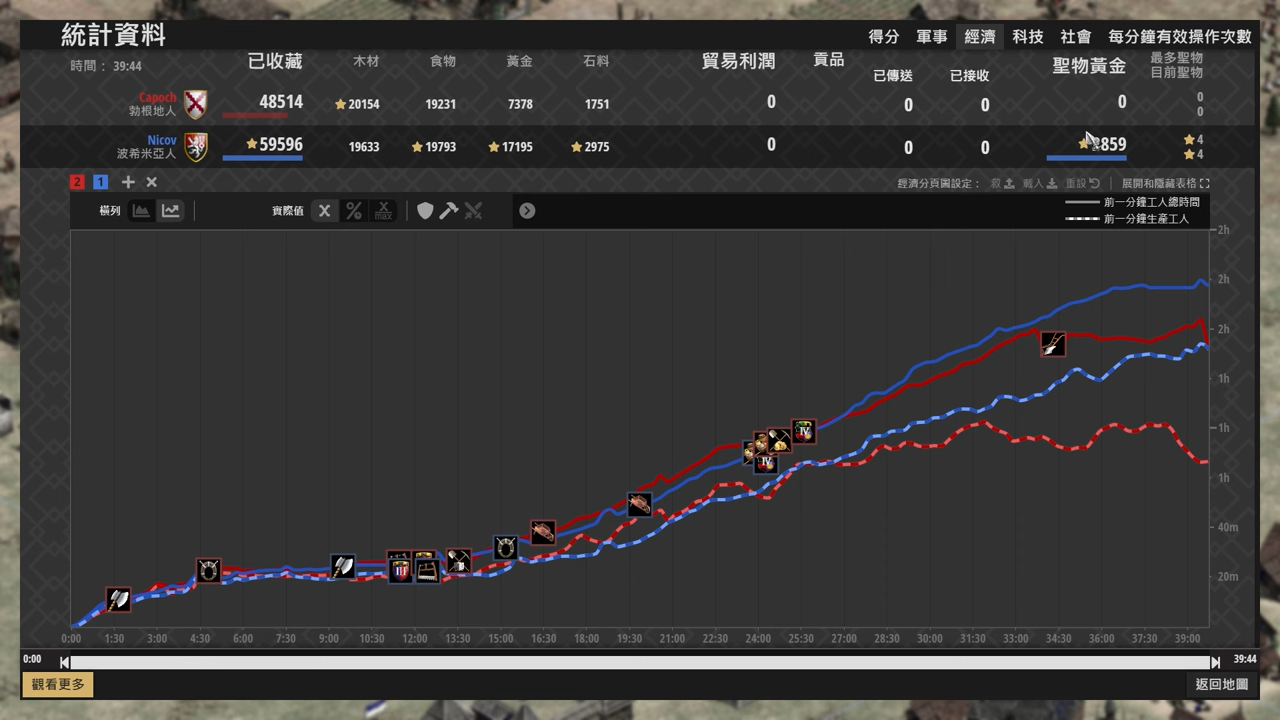 統計資料
得分 軍事 經濟 科技 社會 每分鐘有效操作次數
時間： 39:44
已收藏 木材 食物 黃金 石料 貿易利潤 貢品 已傳送 已接收 聖物黃金 最多聖物
目前聖物
Capoch
勃根地人
48514 20154 19231 7378 1751 0 0 0 0 0
0
Nicov
波希米亞人
59596 19633 19793 17195 2975 0 0 0 859 4
4
2 1
經濟分頁圖設定： 載入 重設 展開和隱藏表格
橫列 實際值 X % X max
前一分鐘工人總時間
前一分鐘生產工人
2h
2h
2h
1h
1h
1h
40m
20m
IV
IV
0:00 1:30 3:00 4:30 6:00 7:30 9:00 10:30 12:00 13:30 15:00 16:30 18:00 19:30 21:00 22:30 24:00 25:30 27:00 28:30 30:00 31:30 33:00 34:30 36:00 37:30 39:00
0:00 39:44
觀看更多 返回地圖